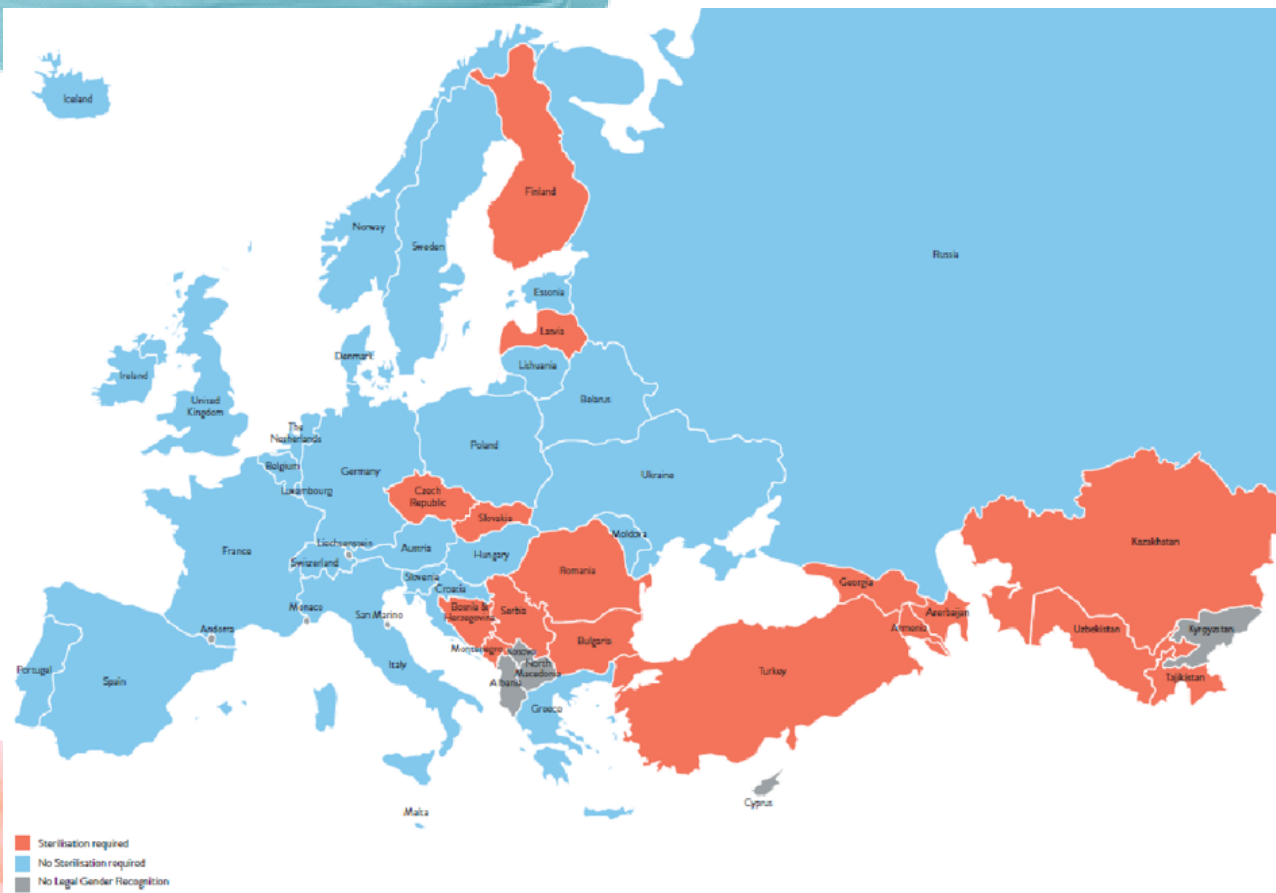 Iceland
Finland
Norway
Sweden
Russia
Estonia
Latvia
Denmark
Lithuania
Ireland
United
Kingdom
Belarus
The
Netherlands
Poland
Belgium
Germany
Ukraine
Luxembourg
Czech
Republic
Slovakia
Moldova
Kazakhstan
Liechtenstein
France
Austria
Hungary
Switzerland
Romania
Slovenia
Georgia
Croatia
Monaco
San Marino
Bosnia &
Herzegovina
Serbia
Azerbaijan
Armenia
Uzbekistan
Kyrgyzstan
Andorra
Bulgaria
Montenegro
Kosovo
North
Macedonia
Italy
Portugal
Spain
Turkey
Tajikistan
Albania
Greece
Cyprus
Malta
Sterilisation required
No Sterilisation required
No Legal Gender Recognition